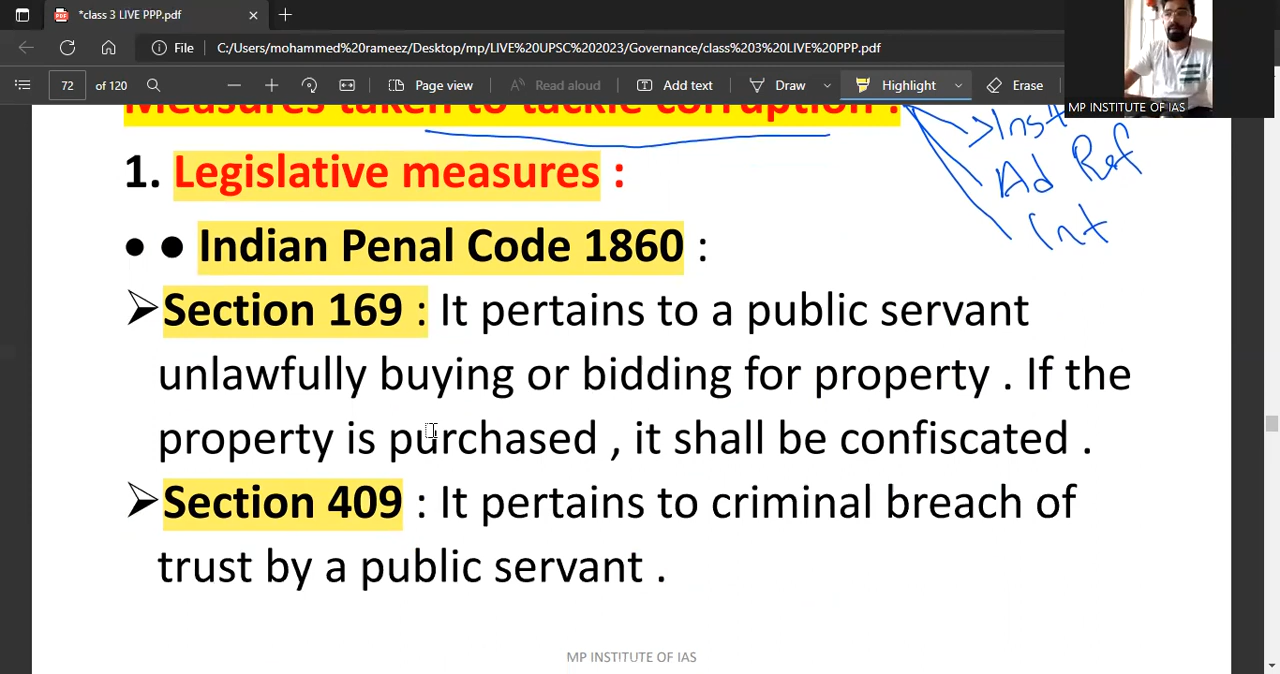 *class 3 LIVE PPP.pdf
File
C:/Users/mohammed%20rameez/Desktop/mp/LIVE%20UPSC%202023/Governance/class%203%20LIVE%20PPP.pdf
72 of 120
Page view
Read aloud
Add text
Draw
Highlight
Erase
MP INSTITUTE OF IAS
Measures taken to tackle corruption :
Inst
Ad Ref
Int
1. Legislative measures :
Indian Penal Code 1860 :
Section 169 : It pertains to a public servant
unlawfully buying or bidding for property . If the
property is purchased , it shall be confiscated .
Section 409 : It pertains to criminal breach of
trust by a public servant .
MP INSTITUTE OF IAS